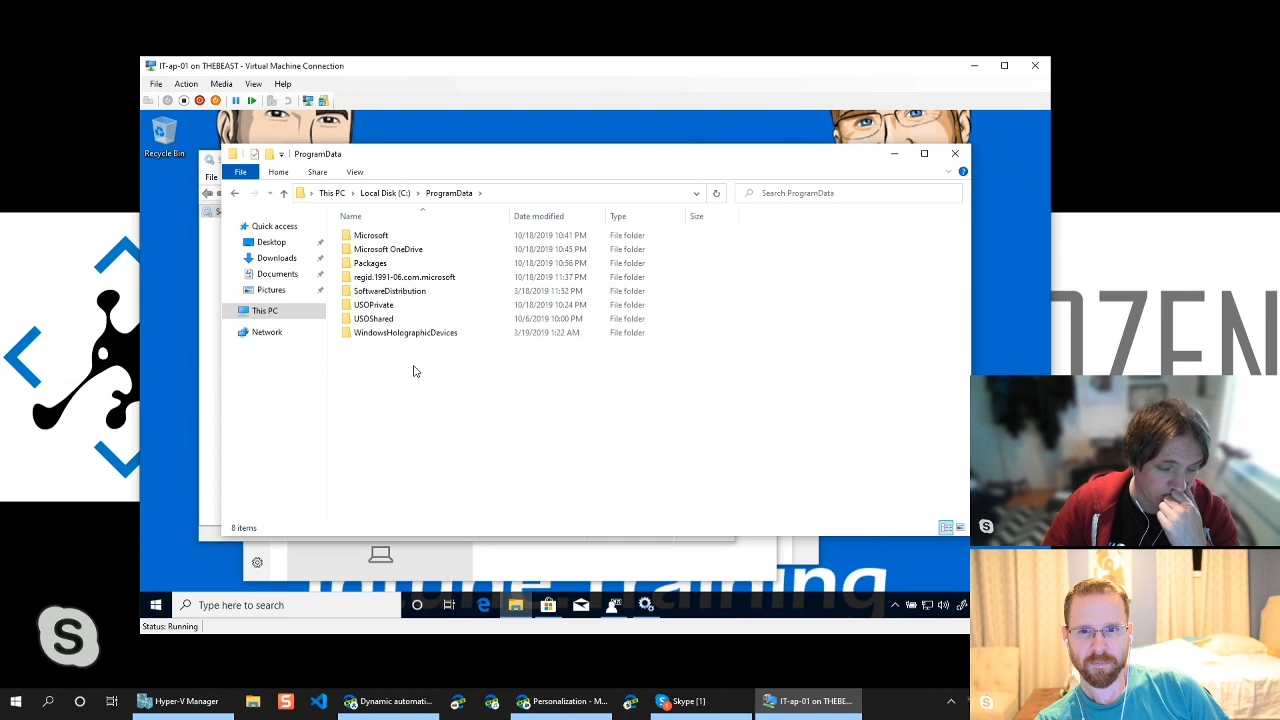 IT-ap-01 on THEBEAST - Virtual Machine Connection
File Action Media View Help
Recycle Bin
ProgramData
File Home Share View
File
This PC > Local Disk (C:) > ProgramData >
Search ProgramData
Name Date modified Type Size
Quick access
Desktop
Downloads
Documents
Pictures
This PC
Network
Microsoft 10/18/2019 10:41 PM File folder
Microsoft OneDrive 10/18/2019 10:45 PM File folder
Packages 10/18/2019 10:56 PM File folder
regid.1991-06.com.microsoft 10/18/2019 11:37 PM File folder
SoftwareDistribution 3/18/2019 11:52 PM File folder
USOPrivate 10/18/2019 10:24 PM File folder
USOShared 10/6/2019 10:00 PM File folder
WindowsHolographicDevices 3/19/2019 1:22 AM File folder
OZEN
8 items
Intune Training
Type here to search
Status: Running
S
Hyper-V Manager
S
Dynamic automati...
Personalization - M...
Skype [1]
IT-ap-01 on THEBE...